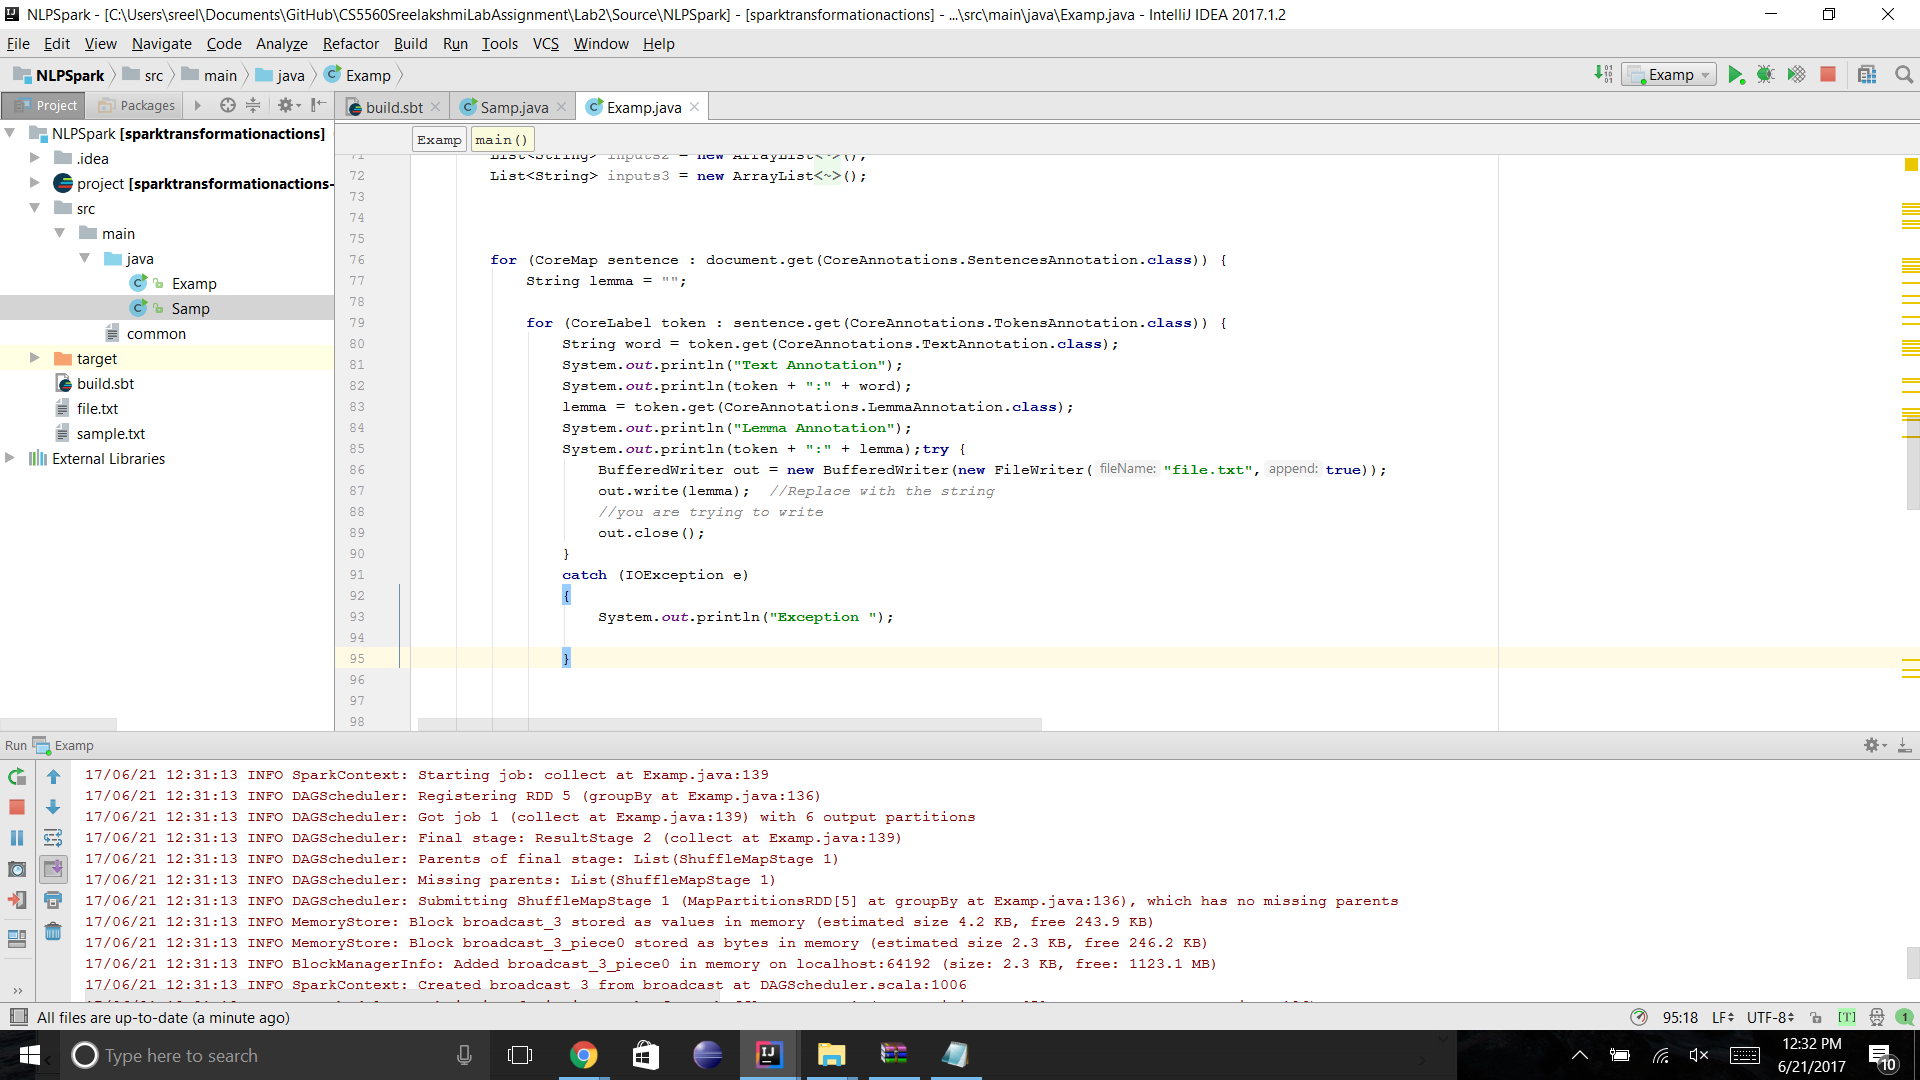 NLPSpark - [C:\Users\sreel\Documents\GitHub\CS5560SreelakshmiLabAssignment\Lab2\Source\NLPSpark] - [sparktransformationactions] - ...\src\main\java\Examp.java - IntelliJ IDEA 2017.1.2
File Edit View Navigate Code Analyze Refactor Build Run Tools VCS Window Help
NLPSpark src main java Examp
Examp
Project Packages
build.sbt Samp.java Examp.java
NLPSpark [sparktransformationactions]
.idea
project [sparktransformationactions-
src
main
java
Examp
Samp
common
target
build.sbt
file.txt
sample.txt
External Libraries
Examp main()
71 List<String> inputs2 = new ArrayList<~>();
72 List<String> inputs3 = new ArrayList<~>();
73
74
75
76 for (CoreMap sentence : document.get(CoreAnnotations.SentencesAnnotation.class)) {
77 String lemma = "";
78
79 for (CoreLabel token : sentence.get(CoreAnnotations.TokensAnnotation.class)) {
80 String word = token.get(CoreAnnotations.TextAnnotation.class);
81 System.out.println("Text Annotation");
82 System.out.println(token + ":" + word);
83 lemma = token.get(CoreAnnotations.LemmaAnnotation.class);
84 System.out.println("Lemma Annotation");
85 System.out.println(token + ":" + lemma);try {
86 BufferedWriter out = new BufferedWriter(new FileWriter( fileName: "file.txt", append: true));
87 out.write(lemma); //Replace with the string
88 //you are trying to write
89 out.close();
90 }
91 catch (IOException e)
92 {
93 System.out.println("Exception ");
94
95 }
96
97
98
Run Examp
17/06/21 12:31:13 INFO SparkContext: Starting job: collect at Examp.java:139
17/06/21 12:31:13 INFO DAGScheduler: Registering RDD 5 (groupBy at Examp.java:136)
17/06/21 12:31:13 INFO DAGScheduler: Got job 1 (collect at Examp.java:139) with 6 output partitions
17/06/21 12:31:13 INFO DAGScheduler: Final stage: ResultStage 2 (collect at Examp.java:139)
17/06/21 12:31:13 INFO DAGScheduler: Parents of final stage: List(ShuffleMapStage 1)
17/06/21 12:31:13 INFO DAGScheduler: Missing parents: List(ShuffleMapStage 1)
17/06/21 12:31:13 INFO DAGScheduler: Submitting ShuffleMapStage 1 (MapPartitionsRDD[5] at groupBy at Examp.java:136), which has no missing parents
17/06/21 12:31:13 INFO MemoryStore: Block broadcast_3 stored as values in memory (estimated size 4.2 KB, free 243.9 KB)
17/06/21 12:31:13 INFO MemoryStore: Block broadcast_3_piece0 stored as bytes in memory (estimated size 2.3 KB, free 246.2 KB)
17/06/21 12:31:13 INFO BlockManagerInfo: Added broadcast_3_piece0 in memory on localhost:64192 (size: 2.3 KB, free: 1123.1 MB)
17/06/21 12:31:13 INFO SparkContext: Created broadcast 3 from broadcast at DAGScheduler.scala:1006
All files are up-to-date (a minute ago)
95:18 LF UTF-8 [T] 1
Type here to search
12:32 PM
6/21/2017
10